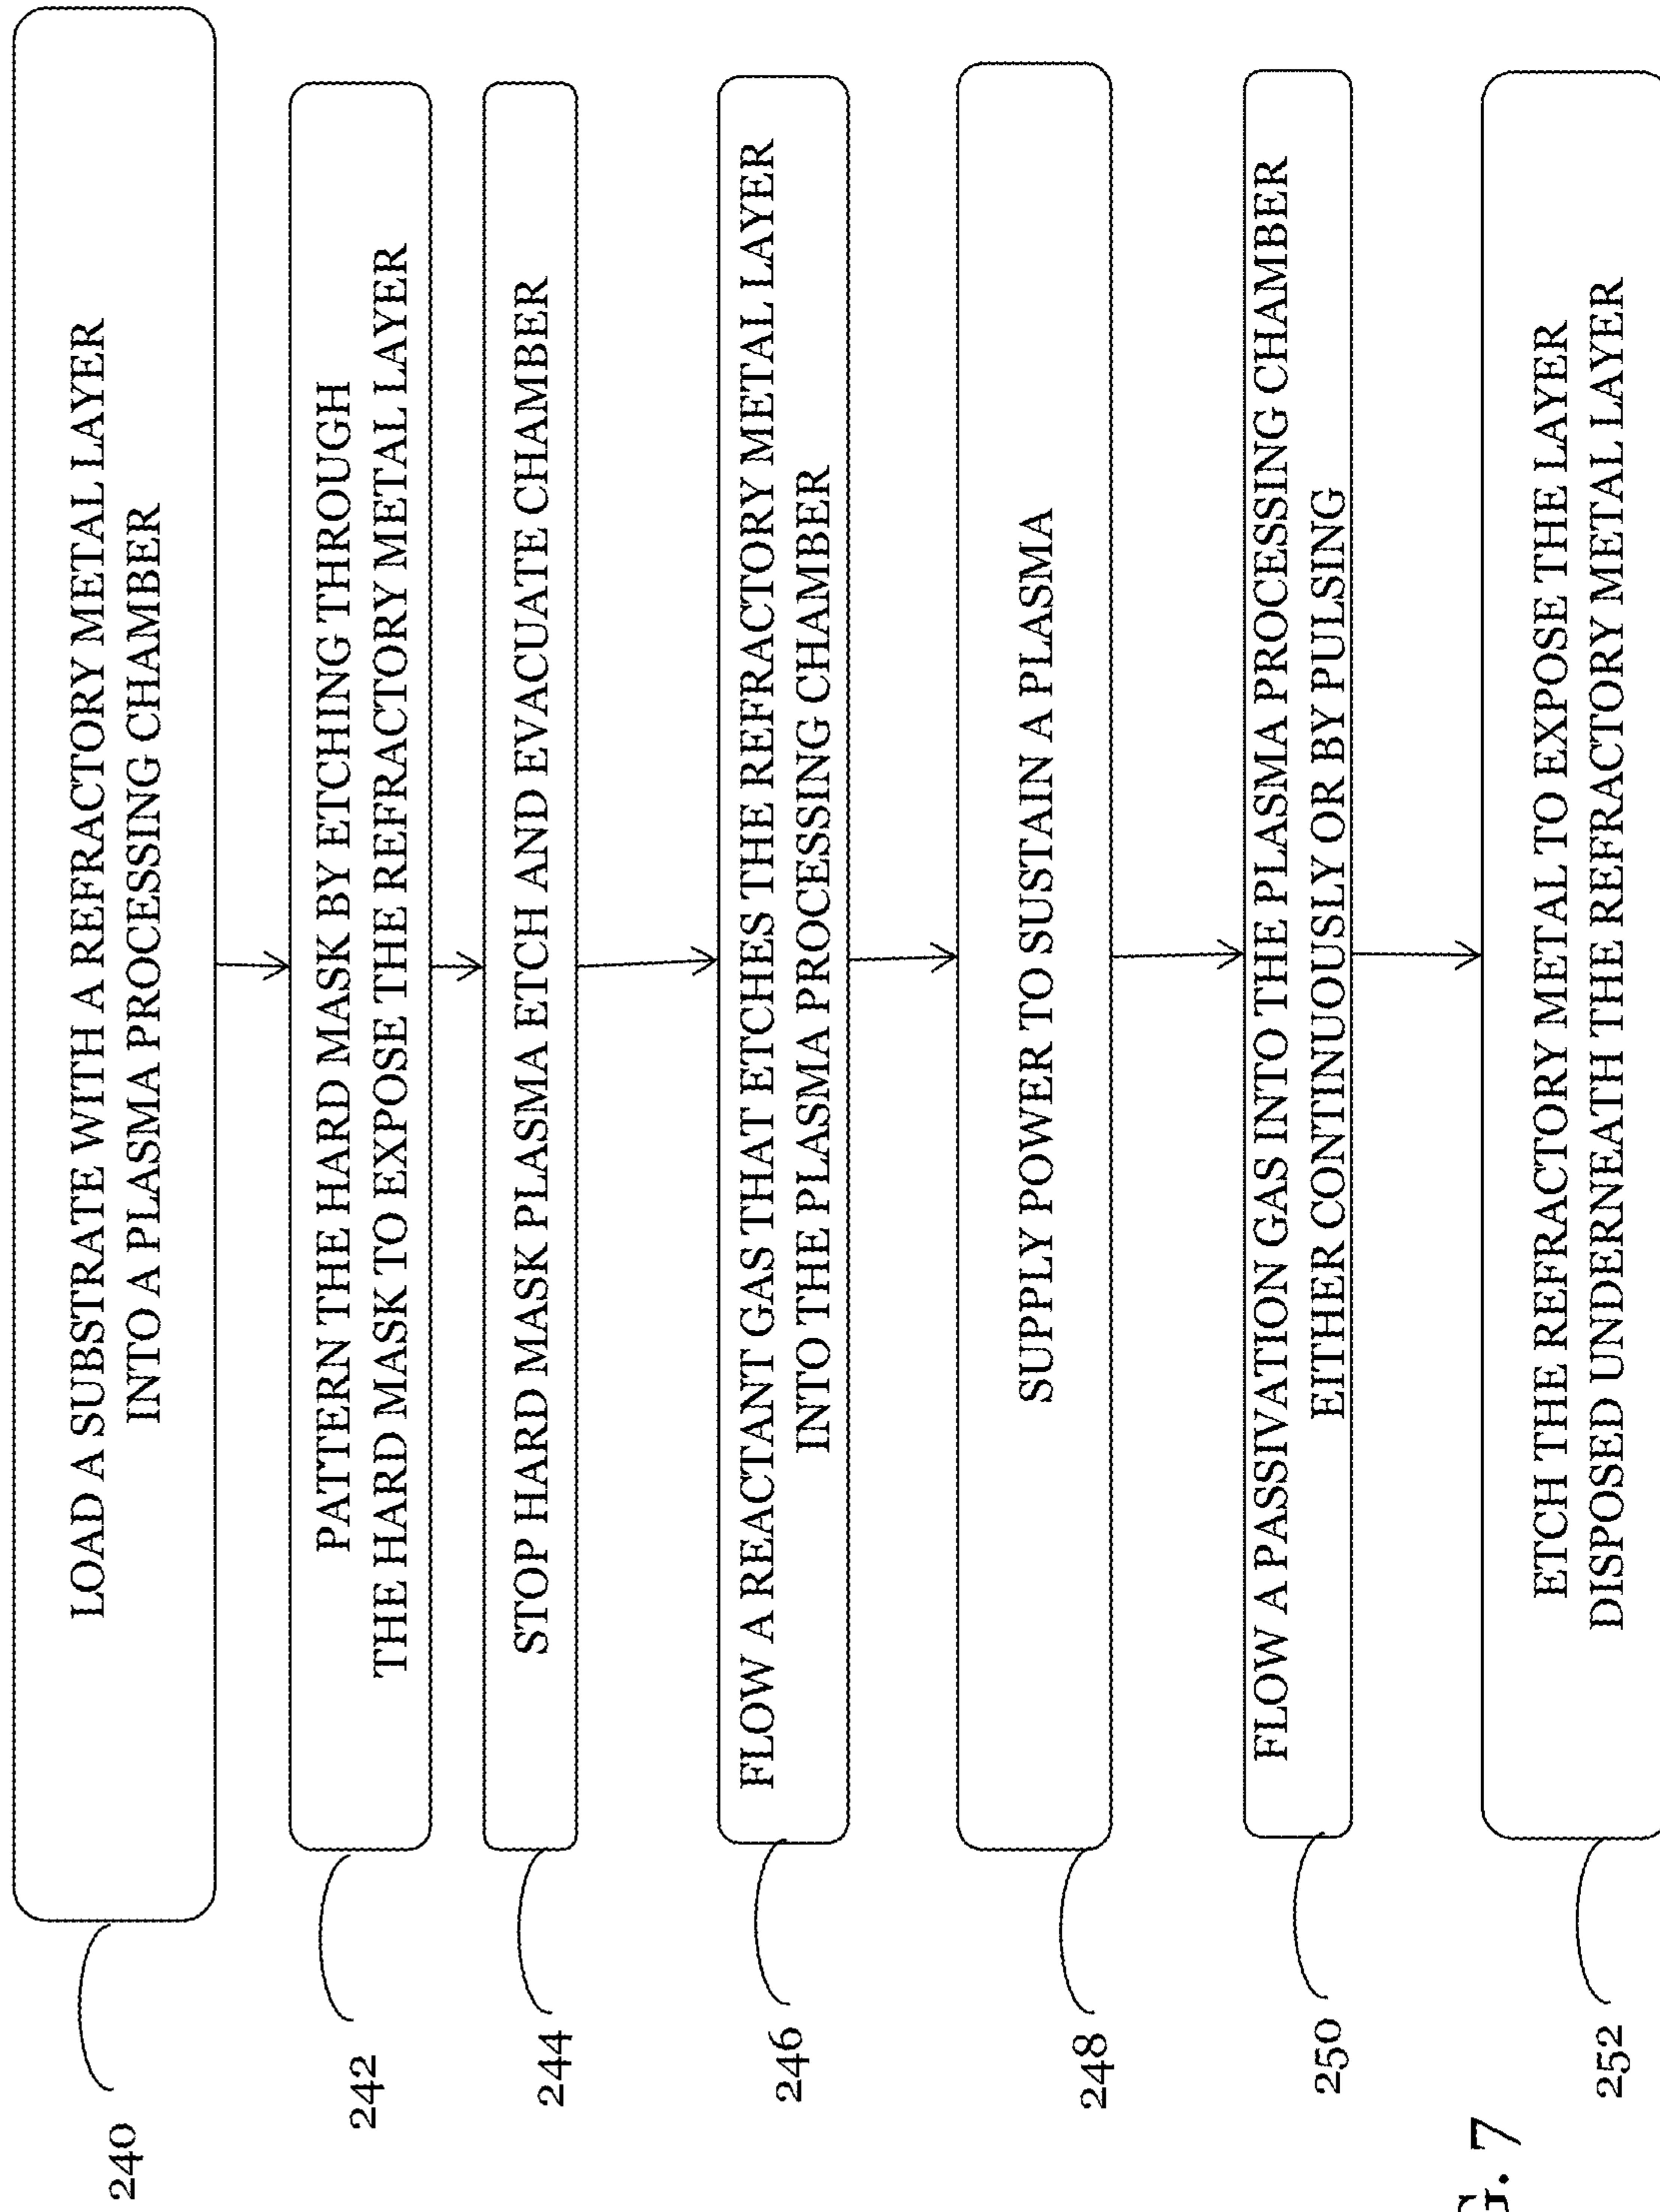 240
LOAD A SUBSTRATE WITH A REFRACTORY METAL LAYER
INTO A PLASMA PROCESSING CHAMBER
242
PATTERN THE HARD MASK BY ETCHING THROUGH
THE HARD MASK TO EXPOSE THE REFRACTORY METAL LAYER
244
STOP HARD MASK PLASMA ETCH AND EVACUATE CHAMBER
246
FLOW A REACTANT GAS THAT ETCHES THE REFRACTORY METAL LAYER
INTO THE PLASMA PROCESSING CHAMBER
248
SUPPLY POWER TO SUSTAIN A PLASMA
250
FLOW A PASSIVATION GAS INTO THE PLASMA PROCESSING CHAMBER
EITHER CONTINUOUSLY OR BY PULSING
252
ETCH THE REFRACTORY METAL TO EXPOSE THE LAYER
DISPOSED UNDERNEATH THE REFRACTORY METAL LAYER
G. 7